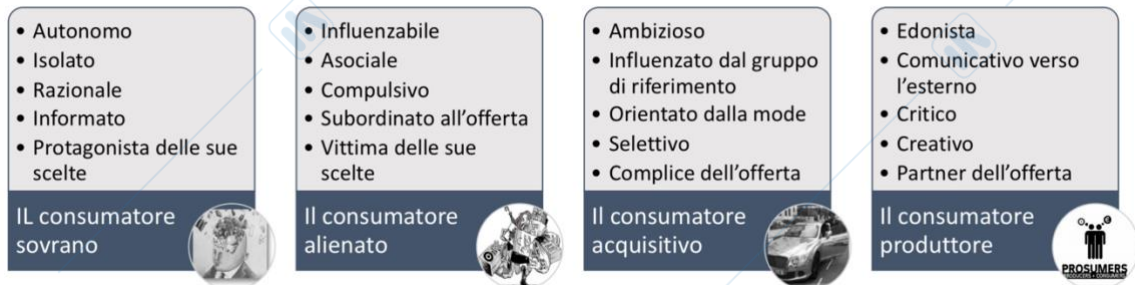 • Autonomo
• Isolato
• Razionale
• Informato
• Protagonista delle sue
scelte
IL consumatore
sovrano
• Influenzabile
• Asociale
• Compulsivo
• Subordinato all'offerta
• Vittima delle sue
scelte
Il consumatore
alienato
• Ambizioso
• Influenzato dal gruppo
di riferimento
• Orientato dalla mode
• Selettivo
• Complice dell'offerta
Il consumatore
acquisitivo
• Edonista
• Comunicativo verso
l'esterno
• Critico
• Creativo
• Partner dell'offerta
Il consumatore
produttore
PROSUMERS